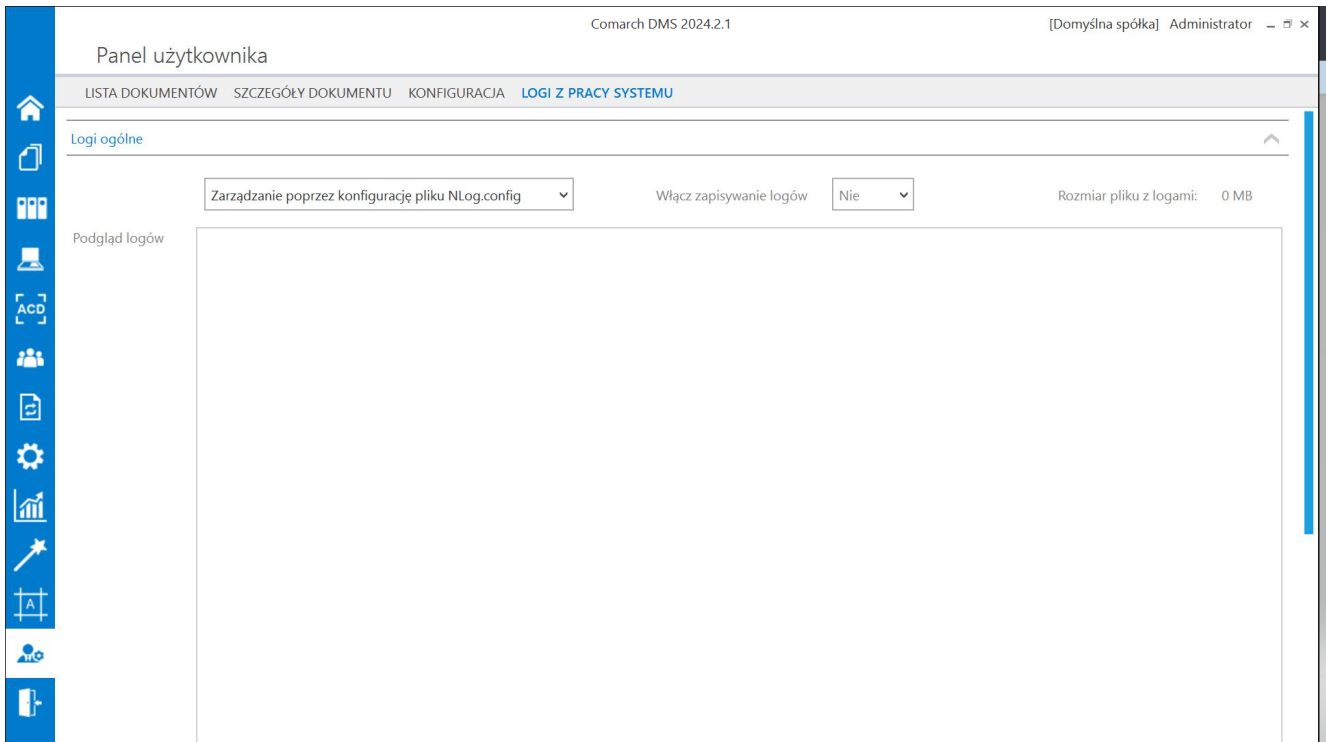 Comarch DMS 2024.2.1 [Domyślna spółka] Administrator
Panel użytkownika
LISTA DOKUMENTÓW SZCZEGÓŁY DOKUMENTU KONFIGURACJA LOGI Z PRACY SYSTEMU
Logi ogólne
Zarządzanie poprzez konfigurację pliku NLog.config Włącz zapisywanie logów Nie Rozmiar pliku z logami: 0 MB
Podgląd logów
ACD
A